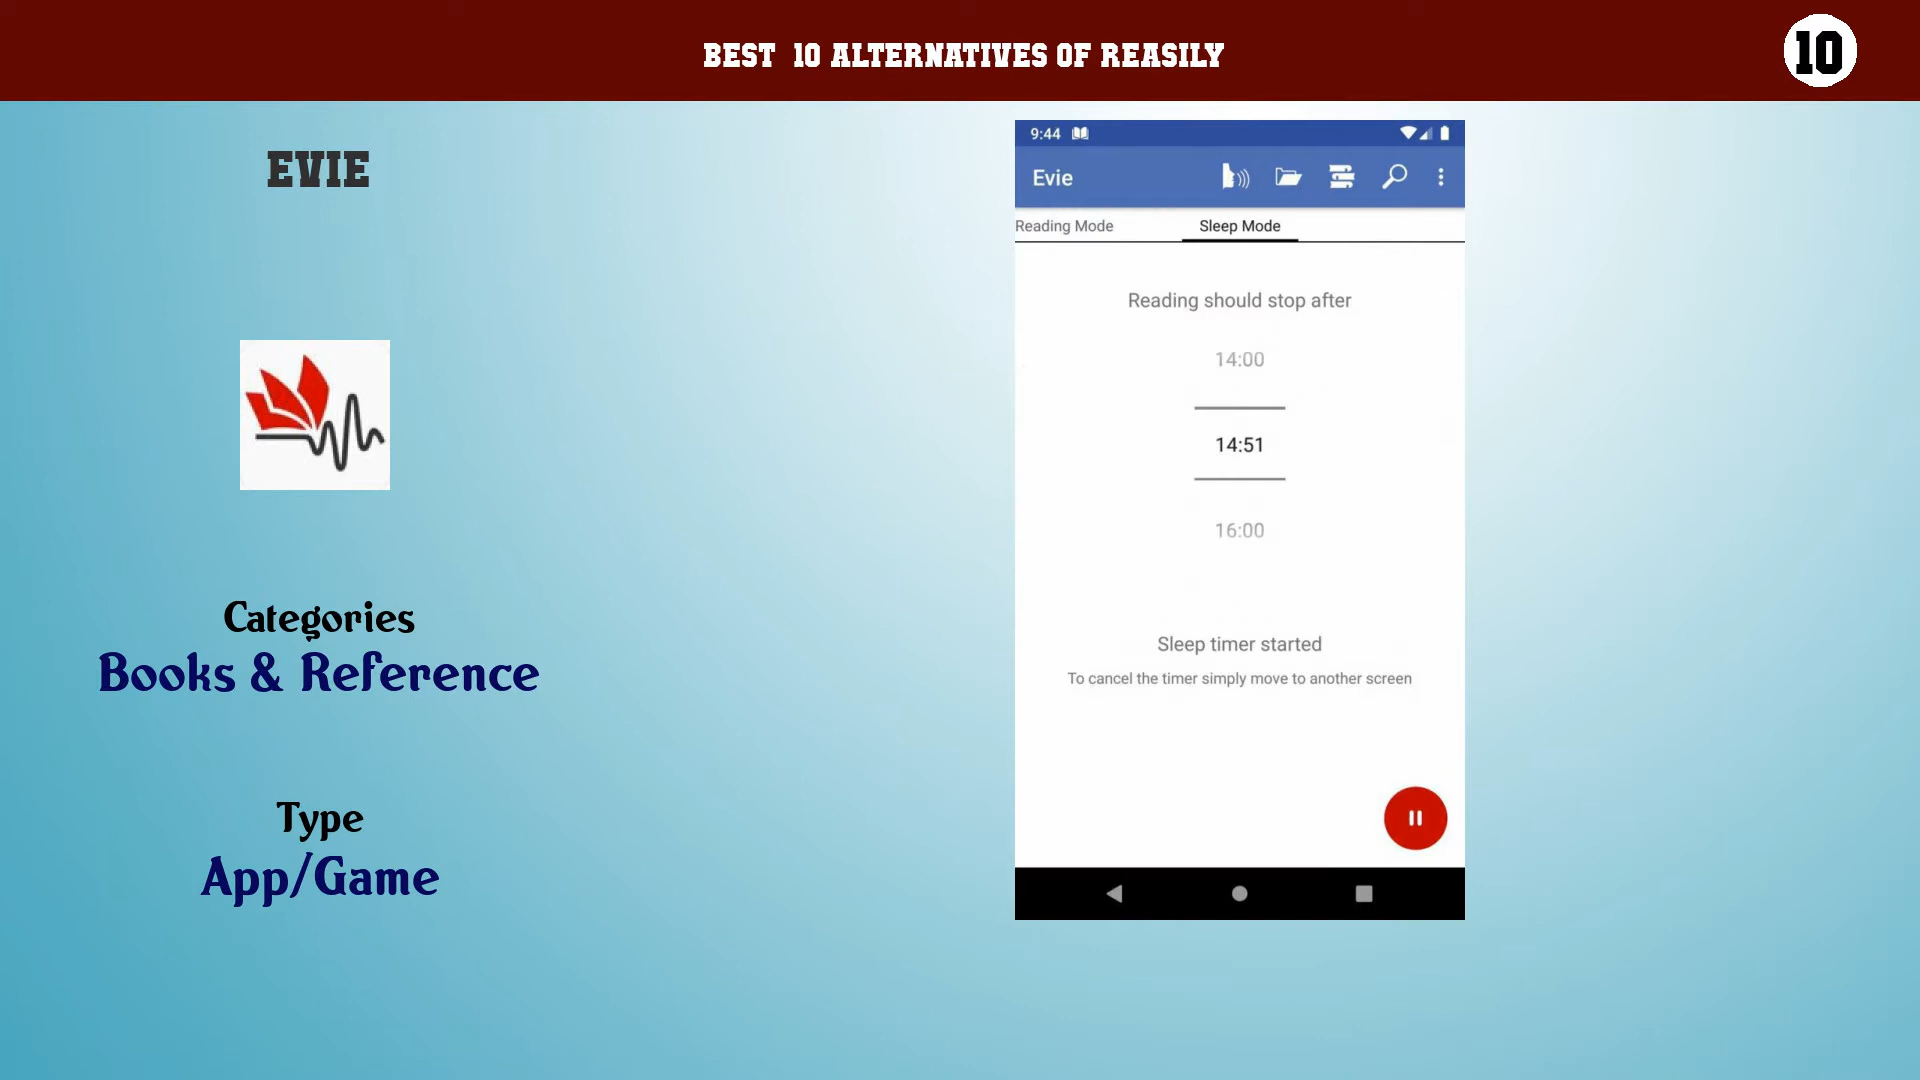 BEST 10 ALTERNATIVES OF REASILY
10
EVIE
Categories
Books & Reference
Type
App/Game
9:44
Evie
Reading Mode
Sleep Mode
Reading should stop after
14:00
14:51
16:00
Sleep timer started
To cancel the timer simply move to another screen